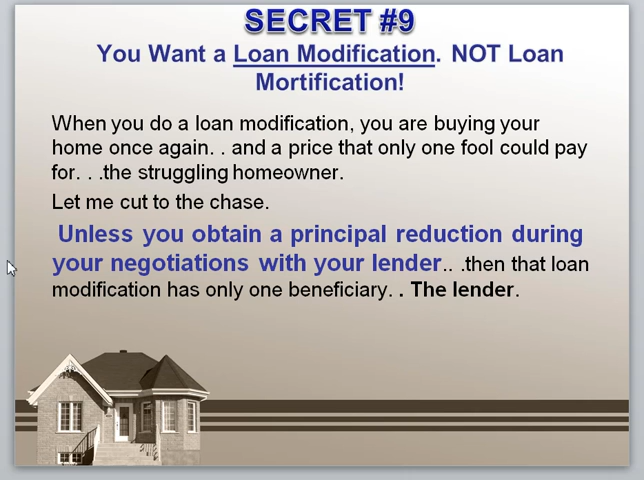 SECRET #9
You Want a Loan Modification. NOT Loan
Mortification!
When you do a loan modification, you are buying your
home once again. . and a price that only one fool could pay
for. . .the struggling homeowner.
Let me cut to the chase.
Unless you obtain a principal reduction during
your negotiations with your lender.. .then that loan
modification has only one beneficiary. . The lender.